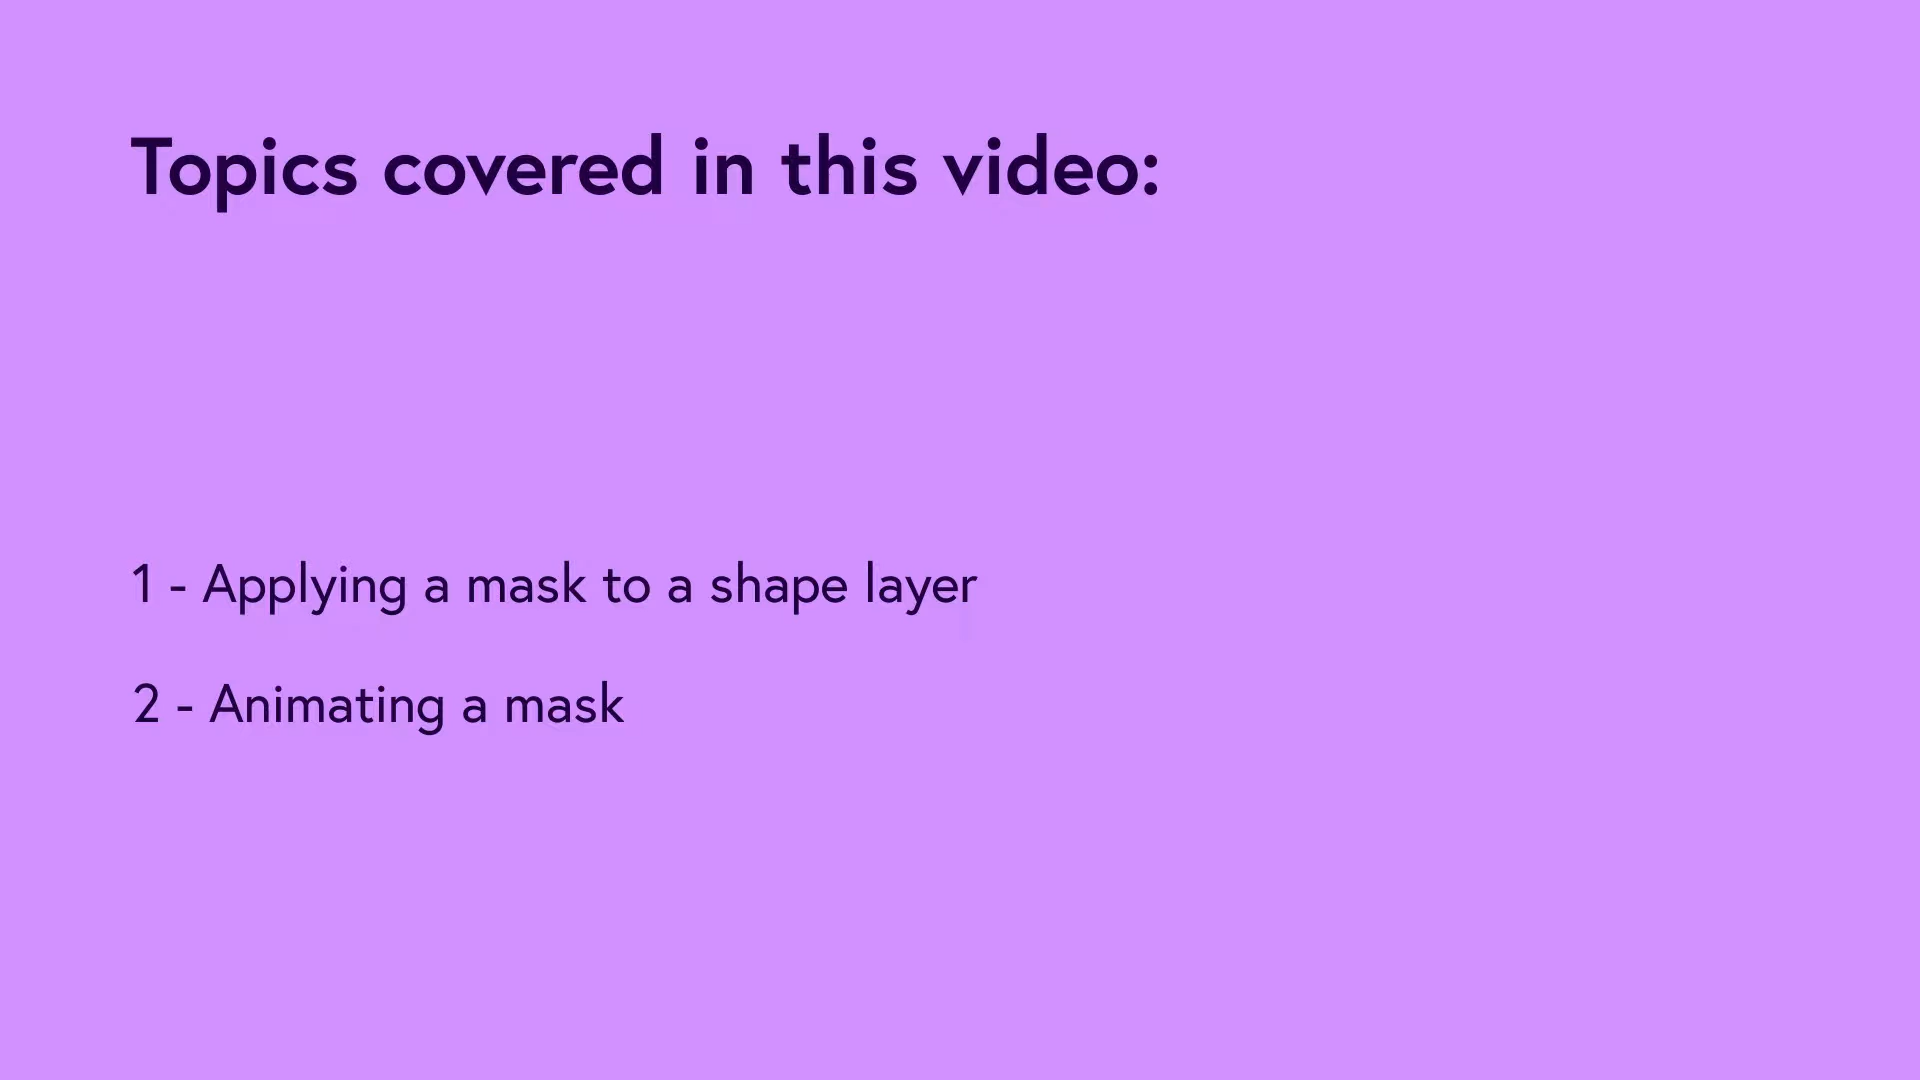 Topics covered in this video:
1 - Applying a mask to a shape layer
2 - Animating a mask